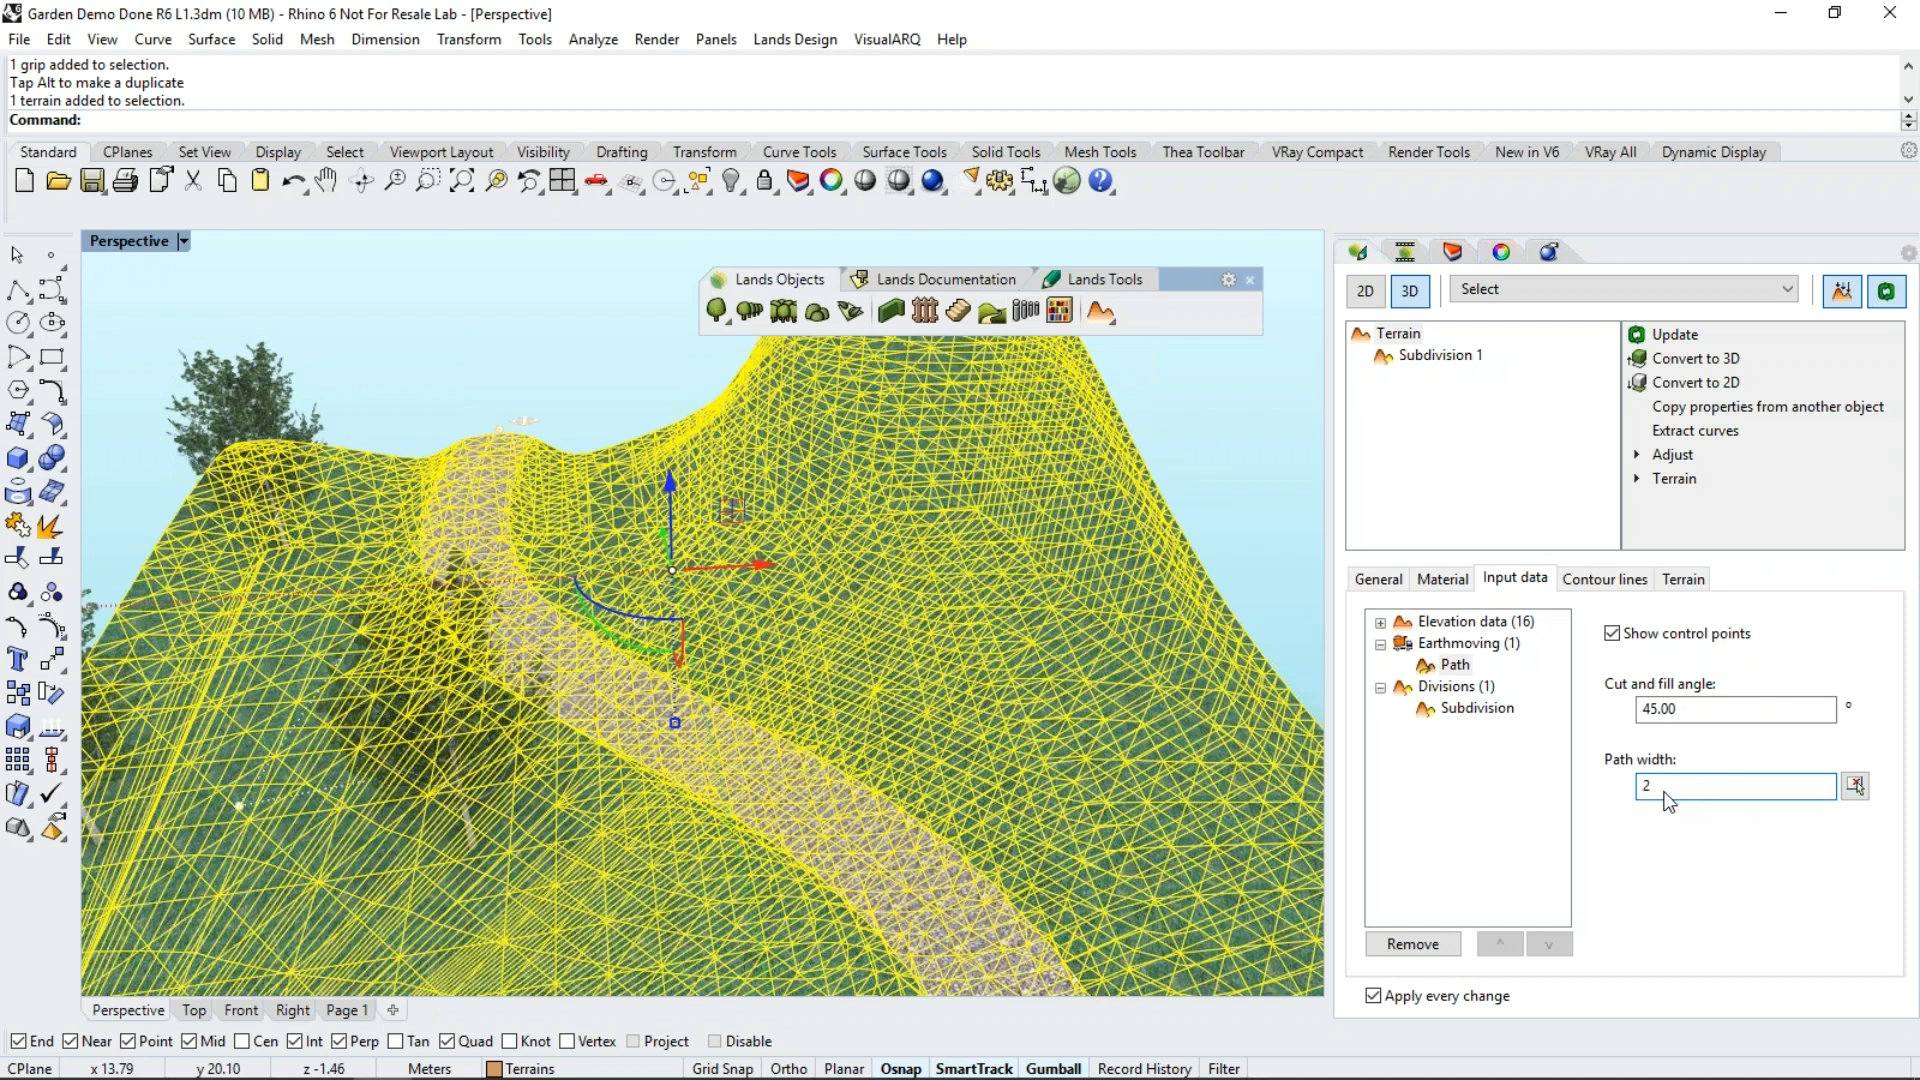 Garden Demo Done R6 L1.3dm (10 MB) - Rhino 6 Not For Resale Lab - [Perspective]
File Edit View Curve Surface Solid Mesh Dimension Transform Tools Analyze Render Panels Lands Design VisualARQ Help
1 grip added to selection.
Tap Alt to make a duplicate
1 terrain added to selection.
Command:
Standard CPlanes Set View Display Select Viewport Layout Visibility Drafting Transform Curve Tools Surface Tools Solid Tools Mesh Tools Thea Toolbar VRay Compact Render Tools New in V6 VRay All Dynamic Display
Perspective
Lands Objects Lands Documentation Lands Tools
2D 3D Select
Terrain
Subdivision 1
Update
Convert to 3D
Convert to 2D
Copy properties from another object
Extract curves
Adjust
Terrain
General Material Input data Contour lines Terrain
Elevation data (16)
Earthmoving (1)
Path
Divisions (1)
Subdivision
Show control points
Cut and fill angle:
45.00 °
Path width:
2
Remove ^ v
Apply every change
Perspective Top Front Right Page 1
End Near Point Mid Cen Int Perp Tan Quad Knot Vertex Project Disable
CPlane x 13.79 y 20.10 z -1.46 Meters Terrains Grid Snap Ortho Planar Osnap SmartTrack Gumball Record History Filter